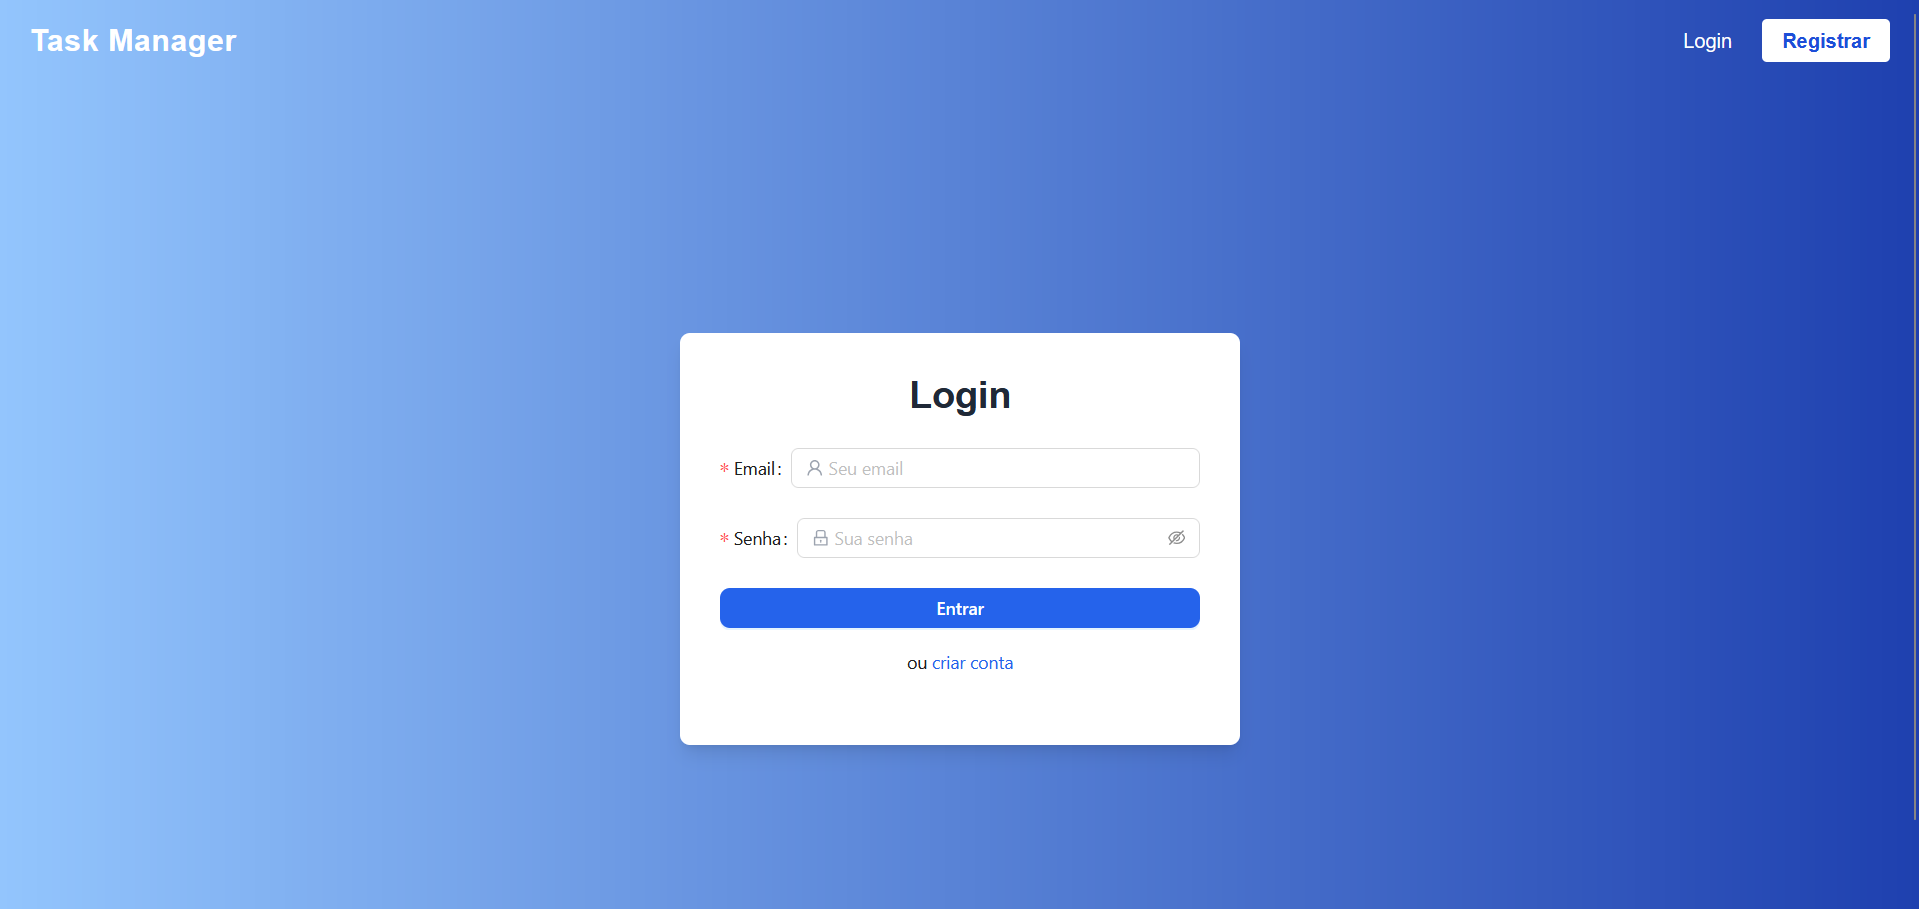 Task Manager
Login
Registrar
Login
* Email:
Seu email
* Senha:
Sua senha
Entrar
ou criar conta